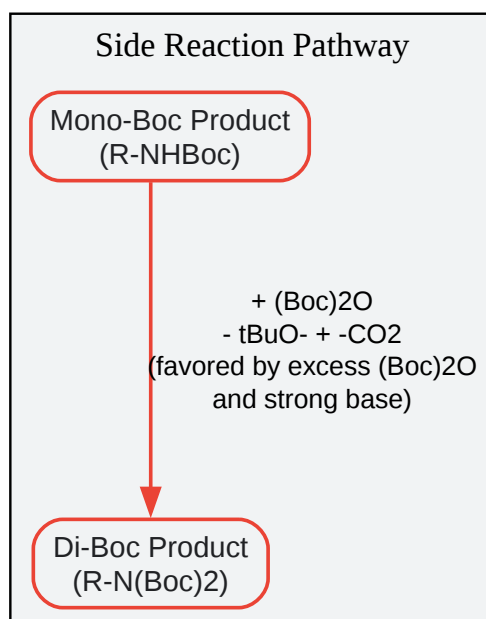 Side Reaction Pathway
Mono-Boc Product
(R-NHBoc)
+ (Boc)2O
- tBuO- + -CO2
(favored by excess (Boc)2O
and strong base)
Di-Boc Product
(R-N(Boc)2)